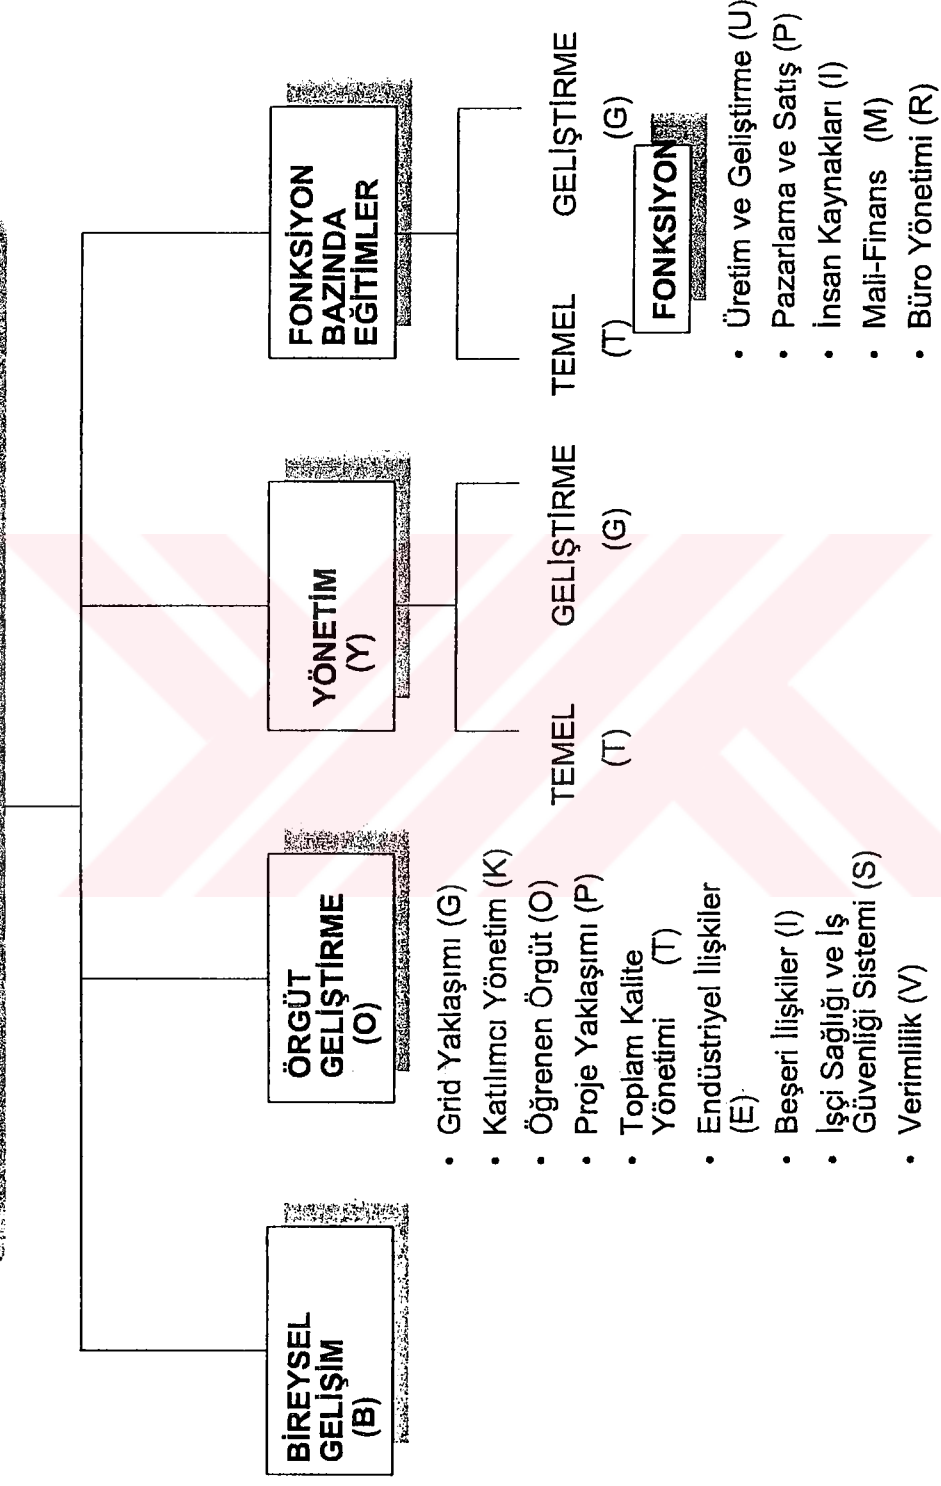 BİREYSEL
GELİŞİM
(B)
ÖRGÜT
GELİŞTİRME
(O)
• Grid Yaklaşımı (G)
• Katılımcı Yönetim (K)
• Öğrenen Örgüt (O)
• Proje Yaklaşımı (P)
• Toplam Kalite
Yönetimi (T)
• Endüstriyel İlişkiler
(E)
• Beşeri İlişkiler (I)
• İşçi Sağlığı ve İş
Güvenliği Sistemi (S)
• Verimlilik (V)
YÖNETİM
(Y)
TEMEL
(T)
GELİŞTİRME
(G)
FONKSİYON
BAZINDA
EĞİTİMLER
TEMEL
(T)
GELİŞTİRME
(G)
FONKSİYON
• Üretim ve Geliştirme (U)
• Pazarlama ve Satış (P)
• İnsan Kaynakları (I)
• Mali-Finans (M)
• Büro Yönetimi (R)